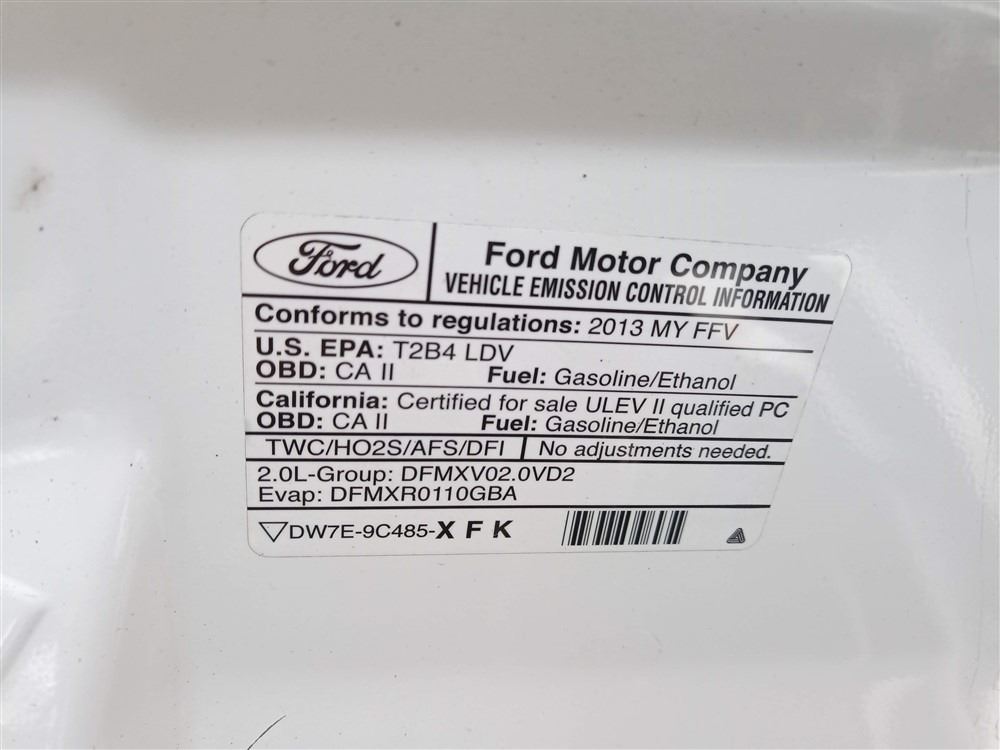 Ford
Ford Motor Company
VEHICLE EMISSION CONTROL INFORMATION
Conforms to regulations: 2013 MY FFV
U.S. EPA: T2B4 LDV
OBD: CA II Fuel: Gasoline/Ethanol
California: Certified for sale ULEV II qualified PC
OBD: CA II Fuel: Gasoline/Ethanol
TWC/HO2S/AFS/DFI No adjustments needed.
2.0L-Group: DFMXV02.0VD2
Evap: DFMXR0110GBA
DW7E-9C485-X F K